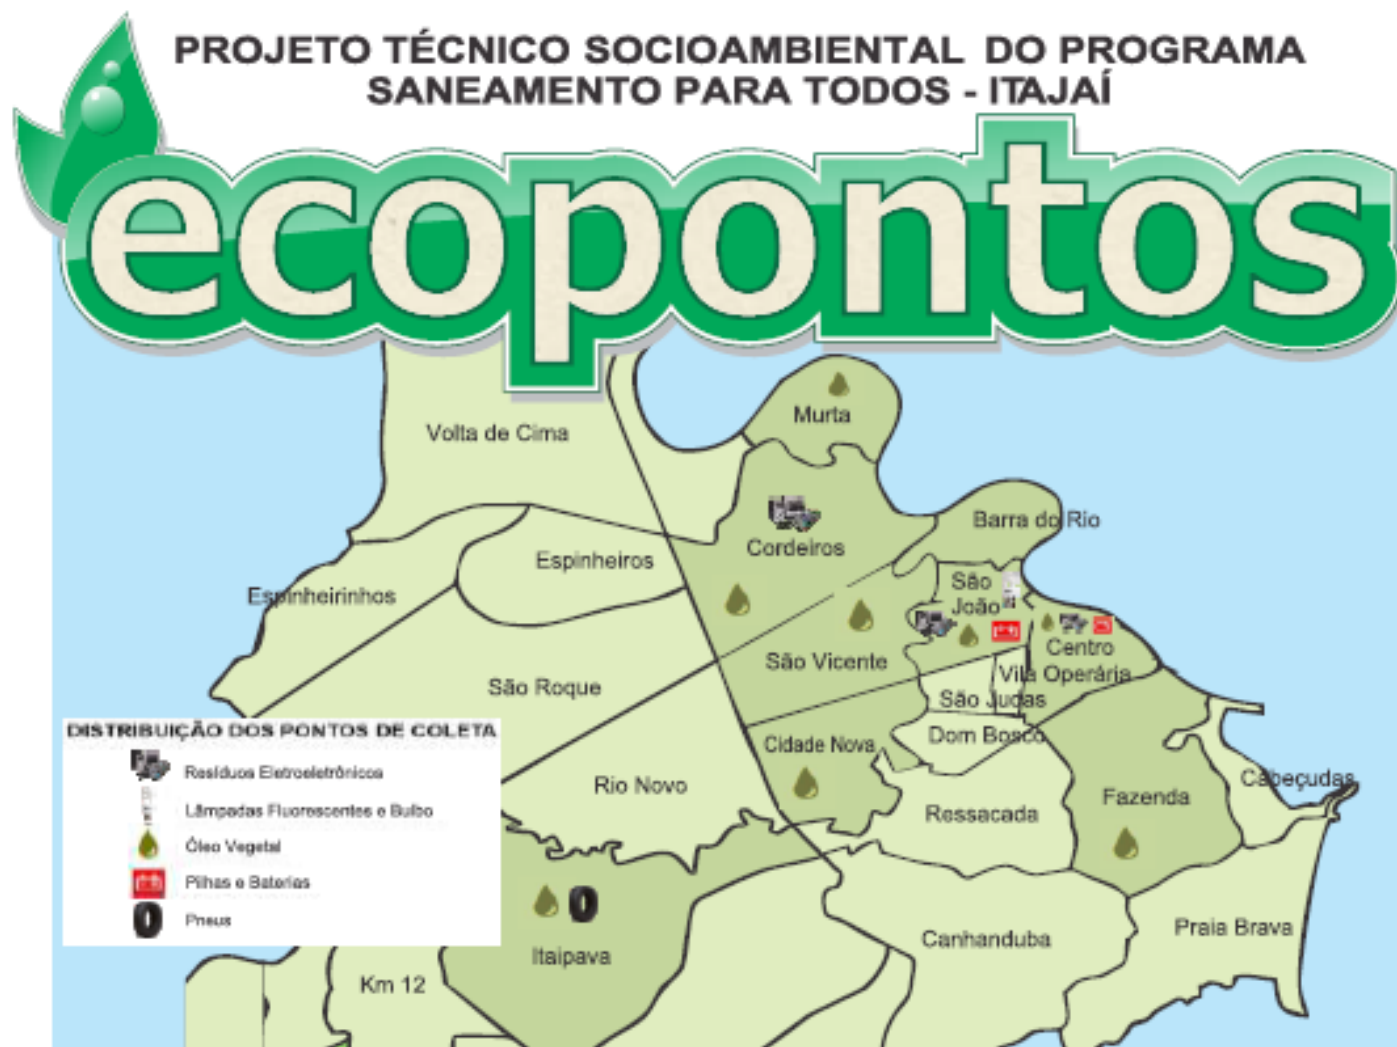 PROJETO TÉCNICO SOCIOAMBIENTAL DO PROGRAMA
SANEAMENTO PARA TODOS - ITAJAÍ
ecopontos
Murta
Volta de Cima
Barra do Rio
Cordeiros
Espinheiros
São
João
Espinheirinhos
Centro
São Vicente
Vila Operária
São Roque
São Judas
DISTRIBUIÇÃO DOS PONTOS DE COLETA
Dom Bosco
Cidade Nova
Resíduos Eletroeletrônicos
Rio Novo
Cabeçudas
Fazenda
Lâmpadas Fluorescentes e Bulbo
Ressacada
Óleo Vegetal
Pilhas e Baterias
Pneus
Praia Brava
Canhanduba
Itaipava
Km 12